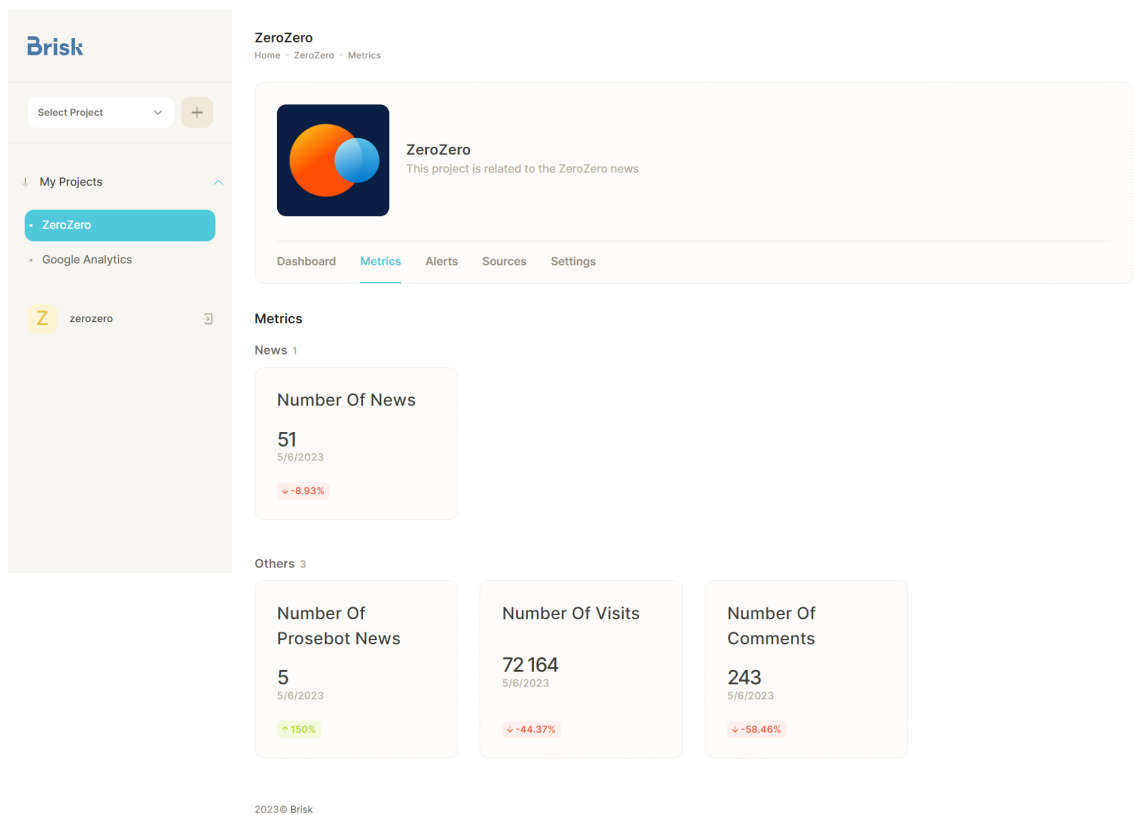 Brisk
Select Project
My Projects
ZeroZero
Google Analytics
Z zerozero
ZeroZero
Home - ZeroZero - Metrics
ZeroZero
This project is related to the ZeroZero news
Dashboard Metrics Alerts Sources Settings
Metrics
News 1
Number Of News
51
5/6/2023
-8.93%
Others 3
Number Of
Prosebot News
5
5/6/2023
150%
Number Of Visits
72 164
5/6/2023
-44.37%
Number Of
Comments
243
5/6/2023
-58.46%
2023© Brisk